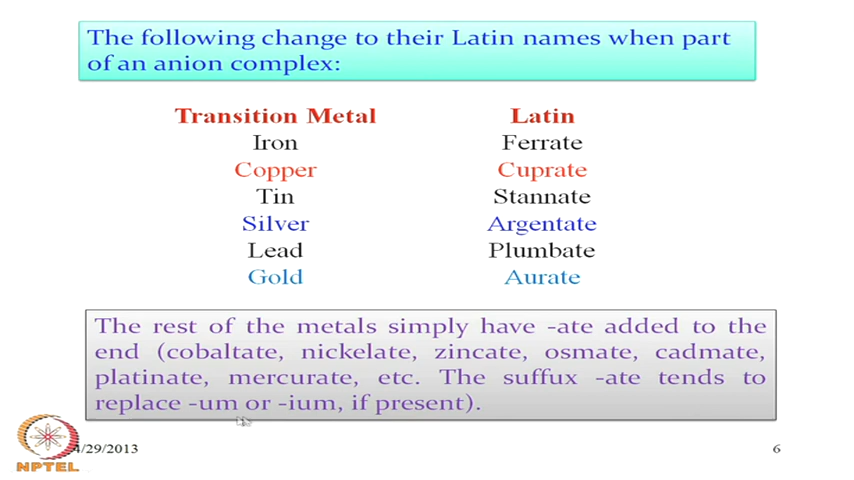 The following change to their Latin names when part
of an anion complex:
Transition Metal Latin
Iron Ferrate
Copper Cuprate
Tin Stannate
Silver Argentate
Lead Plumbate
Gold Aurate
The rest of the metals simply have -ate added to the
end (cobaltate, nickelate, zincate, osmate, cadmate,
platinate, mercurate, etc. The suffux -ate tends to
replace -um or -ium, if present).
4/29/2013 6
NPTEL